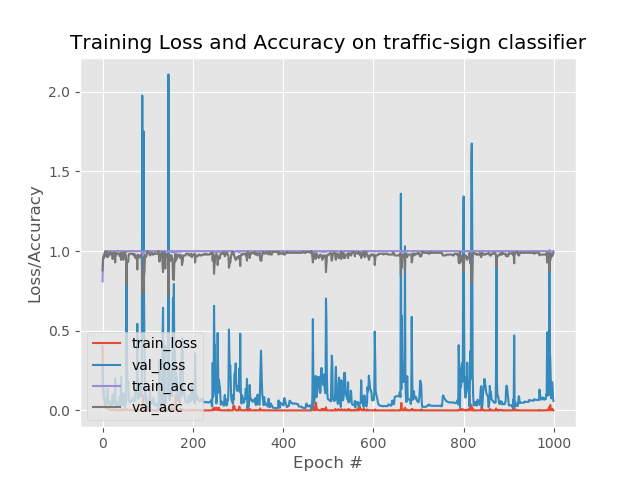 Training Loss and Accuracy on traffic-sign classifier
2.0
1.5
1.0
0.5
0.0
Loss/Accuracy
train_loss
val_loss
train_acc
val_acc
0 200 400 600 800 1000
Epoch #